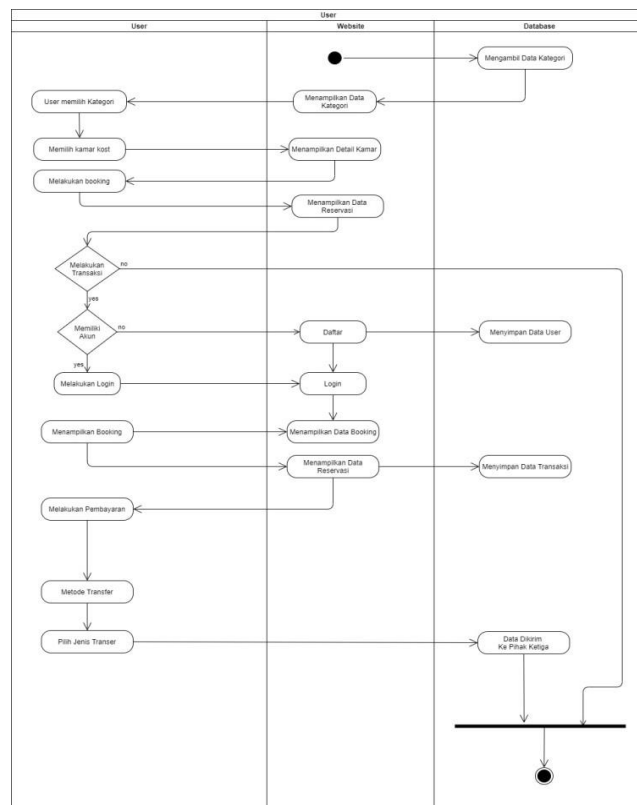 User
User
Website
Database
Mengambil Data Kategori
Menampilkan Data
Kategori
User memilih Kategori
Memilih kamar kost
Menampilkan Detail Kamar
Melakukan booking
Menampilkan Data
Reservasi
Melakukan
Transaksi
no
yes
Memiliki
Akun
no
Daftar
Menyimpan Data User
yes
Melakukan Login
Login
Menampilkan Booking
Menampilkan Data Booking
Menampilkan Data
Reservasi
Menyimpan Data Transaksi
Melakukan Pembayaran
Metode Transfer
Pilih Jenis Transer
Data Dikirim
Ke Pihak Ketiga